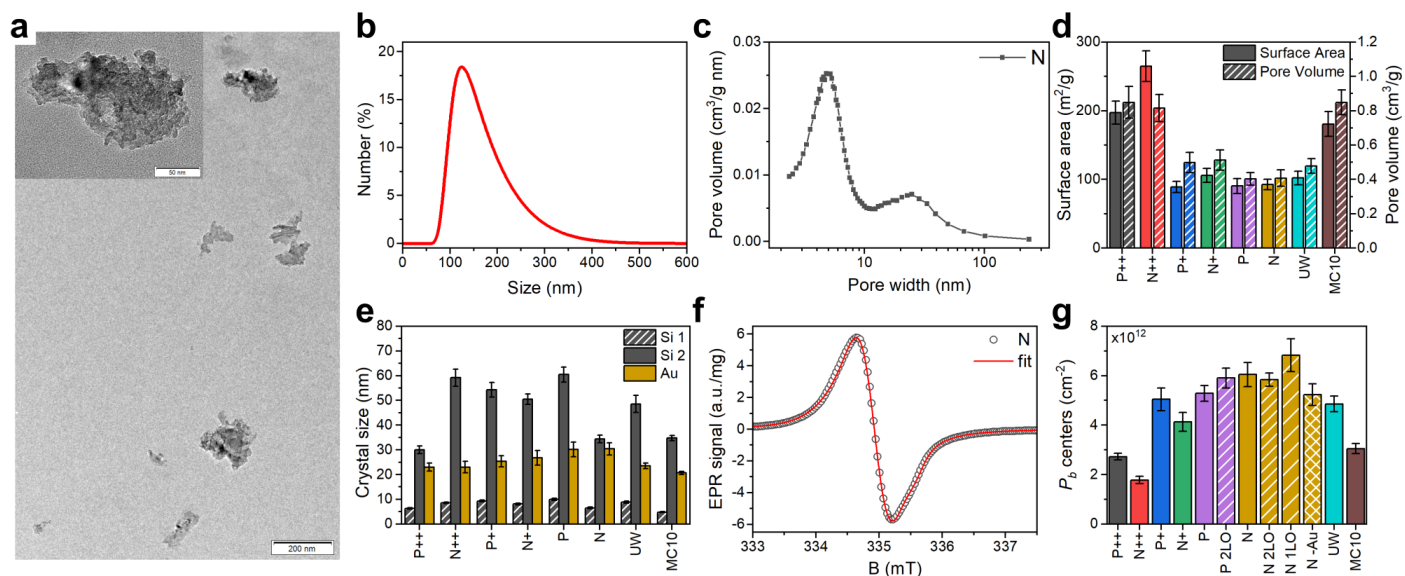 a
50 nm
200 nm
b
20
15
10
5
0
Number (%)
0 100 200 300 400 500 600
Size (nm)
c
0.03
0.02
0.01
0.00
Pore volume (cm³/g nm)
N
10 100
Pore width (nm)
d
300
200
100
0
Surface area (m²/g)
Surface Area
Pore Volume
1.2
1.0
0.8
0.6
0.4
0.2
0.0
Pore volume (cm³/g)
P++ N++ P+ N+ P N UW MC10
e
80
70
60
50
40
30
20
10
0
Crystal size (nm)
Si 1
Si 2
Au
P++ N++ P+ N+ P N UW MC10
f
6
4
2
0
-2
-4
-6
EPR signal (a.u./mg)
N
fit
333 334 335 336 337
B (mT)
g
x10¹²
8
6
4
2
0
P_b centers (cm⁻²)
P++ N++ P+ N+ P P 2LO N N 2LO N 1LO N -Au UW MC10